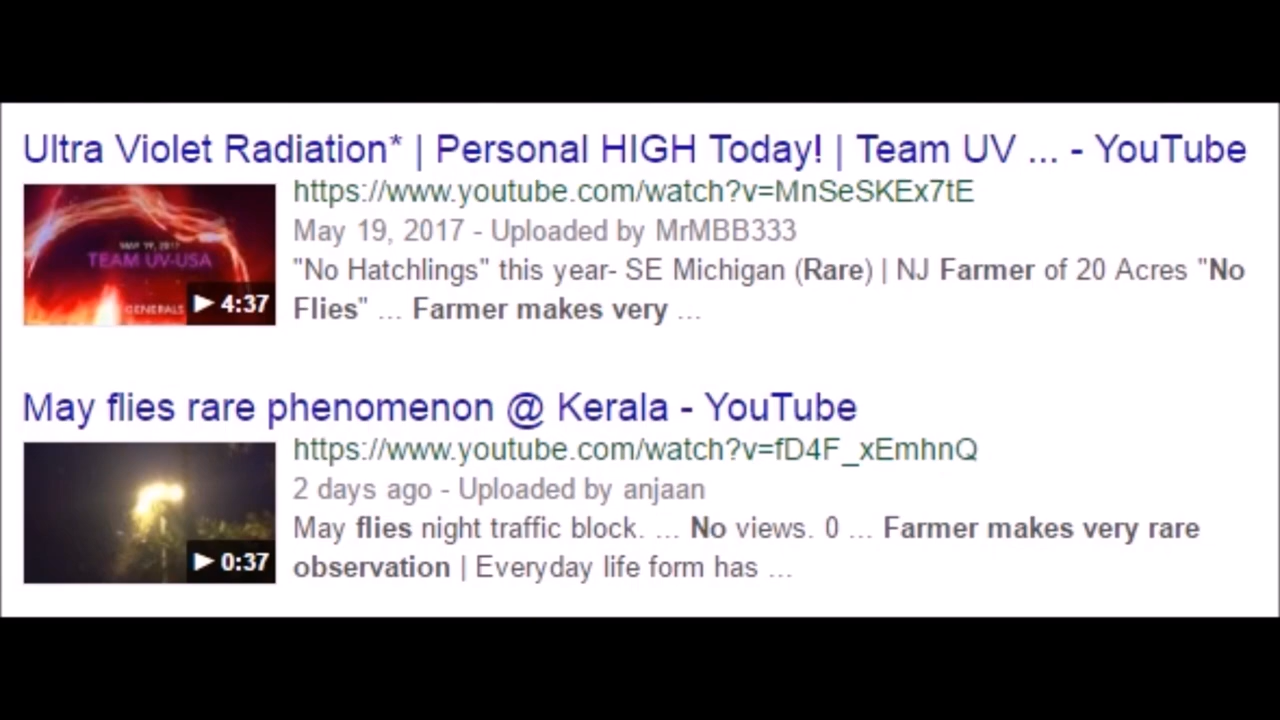 Ultra Violet Radiation* | Personal HIGH Today! | Team UV ... - YouTube
https://www.youtube.com/watch?v=MnSeSKEx7tE
May 19, 2017 - Uploaded by MrMBB333
"No Hatchlings" this year- SE Michigan (Rare) | NJ Farmer of 20 Acres "No
Flies" ... Farmer makes very ...
MAY 19, 2017
TEAM UV-USA
GENERALS
4:37
May flies rare phenomenon @ Kerala - YouTube
https://www.youtube.com/watch?v=fD4F_xEmhnQ
2 days ago - Uploaded by anjaan
May flies night traffic block. ... No views. 0 ... Farmer makes very rare
observation | Everyday life form has ...
0:37